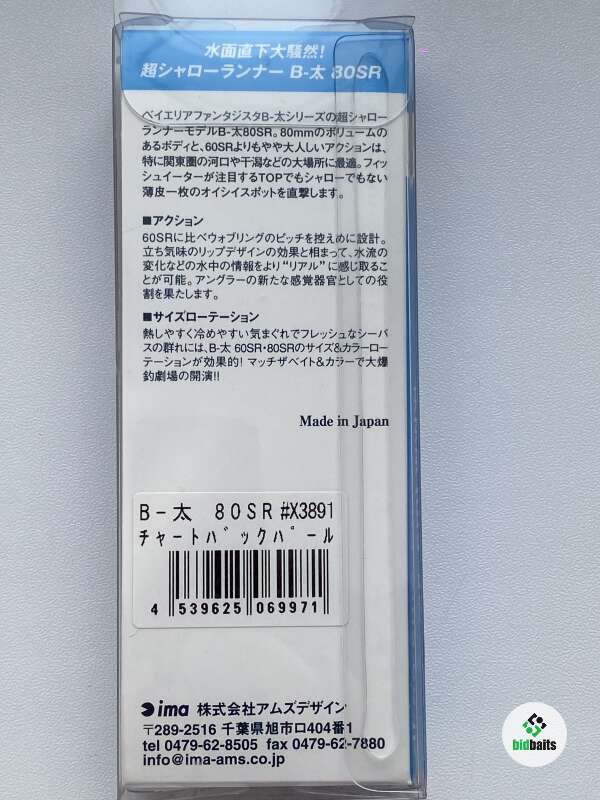 水面直下大騒然!
超シャローランナー B-太 80SR
ベイエリアファンタジスタB-太シリーズの超シャロー
ランナーモデルB-太80SR。80mmのボリュームの
あるボディと、60SRよりもやや大人しいアクションは、
特に関東圏の河口や干潟などの大場所に最適。フィッ
シュイーターが注目するTOPでもシャローでもない
薄皮一枚のオイシイスポットを直撃します。
■アクション
60SRに比べウォブリングのピッチを控えめに設計。
立ち気味のリップデザインの効果と相まって、水流の
変化などの水中の情報をより“リアル”に感じ取ること
が可能。アングラーの新たな感覚器官としての役
割を果たします。
■サイズローテーション
熱しやすく冷めやすい気まぐれでフレッシュなシーバ
スの群れには、B-太 60SR・80SRのサイズ&カラーロー
テーションが効果的!マッチザベイト&カラーで大爆
釣劇場の開演!!
Made in Japan
B-太 80SR #X3891
ﾁｬｰﾄﾊﾞｯｸﾊﾟｰﾙ
4 539625 069971
ima 株式会社アムズデザイン
〒289-2516 千葉県旭市ロ404番1
tel 0479-62-8505 fax 0479-62-7880
info@ima-ams.co.jp
bidbaits